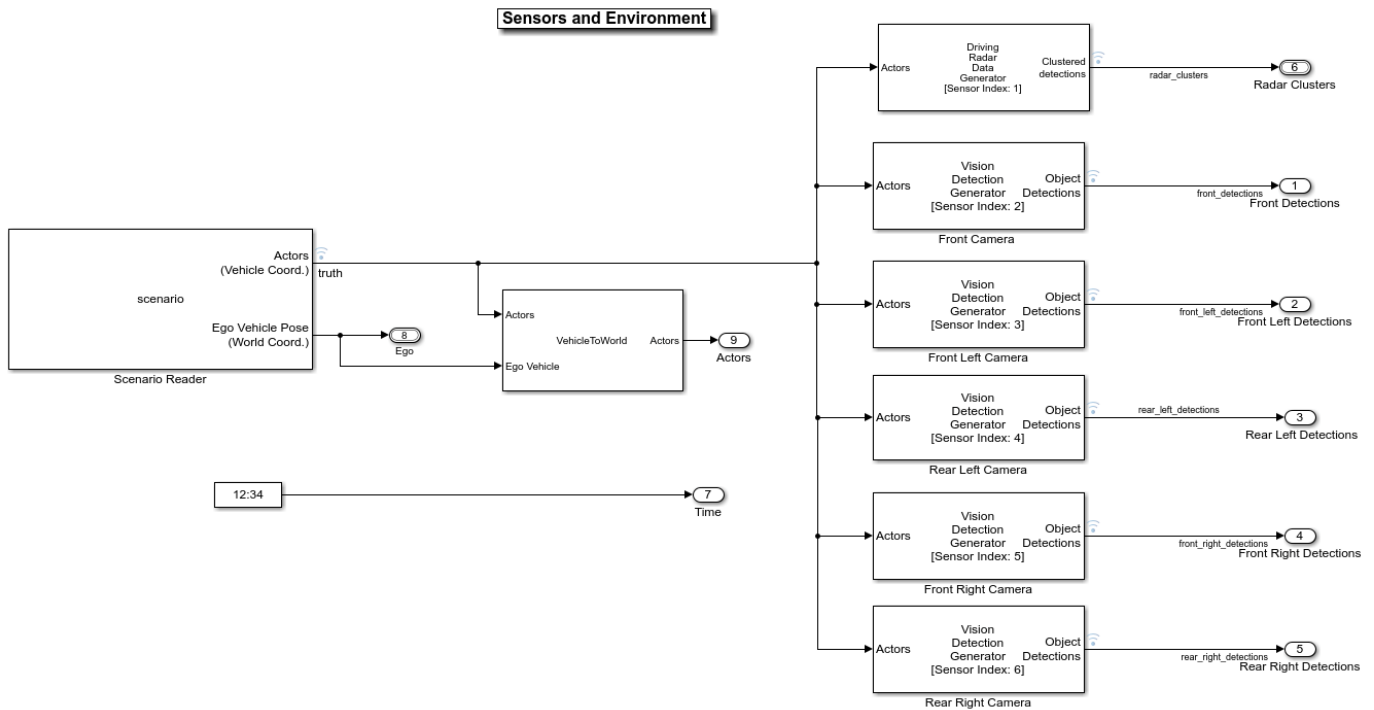 Sensors and Environment
Actors
Driving
Radar
Data
Generator
[Sensor Index: 1]
Clustered
detections
radar_clusters
6
Radar Clusters
Actors
Vision
Detection
Generator
[Sensor Index: 2]
Object
Detections
Front Camera
front_detections
1
Front Detections
scenario
Actors
(Vehicle Coord.)
Ego Vehicle Pose
(World Coord.)
Scenario Reader
truth
8
Ego
Actors
Ego Vehicle
VehicleToWorld
Actors
9
Actors
Actors
Vision
Detection
Generator
[Sensor Index: 3]
Object
Detections
Front Left Camera
front_left_detections
2
Front Left Detections
Actors
Vision
Detection
Generator
[Sensor Index: 4]
Object
Detections
Rear Left Camera
rear_left_detections
3
Rear Left Detections
12:34
7
Time
Actors
Vision
Detection
Generator
[Sensor Index: 5]
Object
Detections
Front Right Camera
front_right_detections
4
Front Right Detections
Actors
Vision
Detection
Generator
[Sensor Index: 6]
Object
Detections
Rear Right Camera
rear_right_detections
5
Rear Right Detections